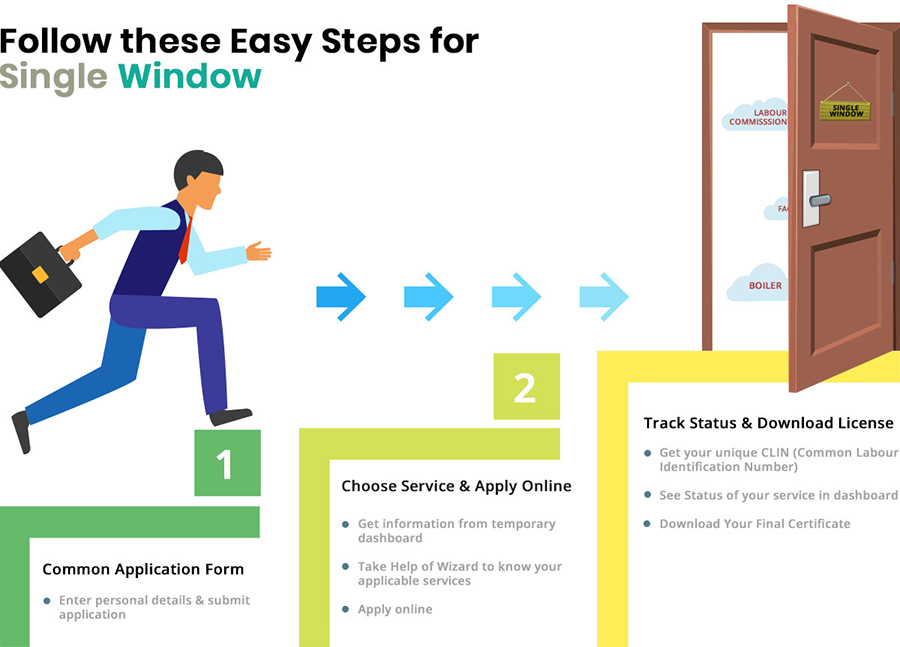 Follow these Easy Steps for
Single Window
LABOUR
COMMISSSION
SINGLE
WINDOW
BOILER
1
Common Application Form
Enter personal details & submit
application
2
Choose Service & Apply Online
Get information from temporary
dashboard
Take Help of Wizard to know your
applicable services
Apply online
Track Status & Download License
Get your unique CLIN (Common Labour
Identification Number)
See Status of your service in dashboard
Download Your Final Certificate